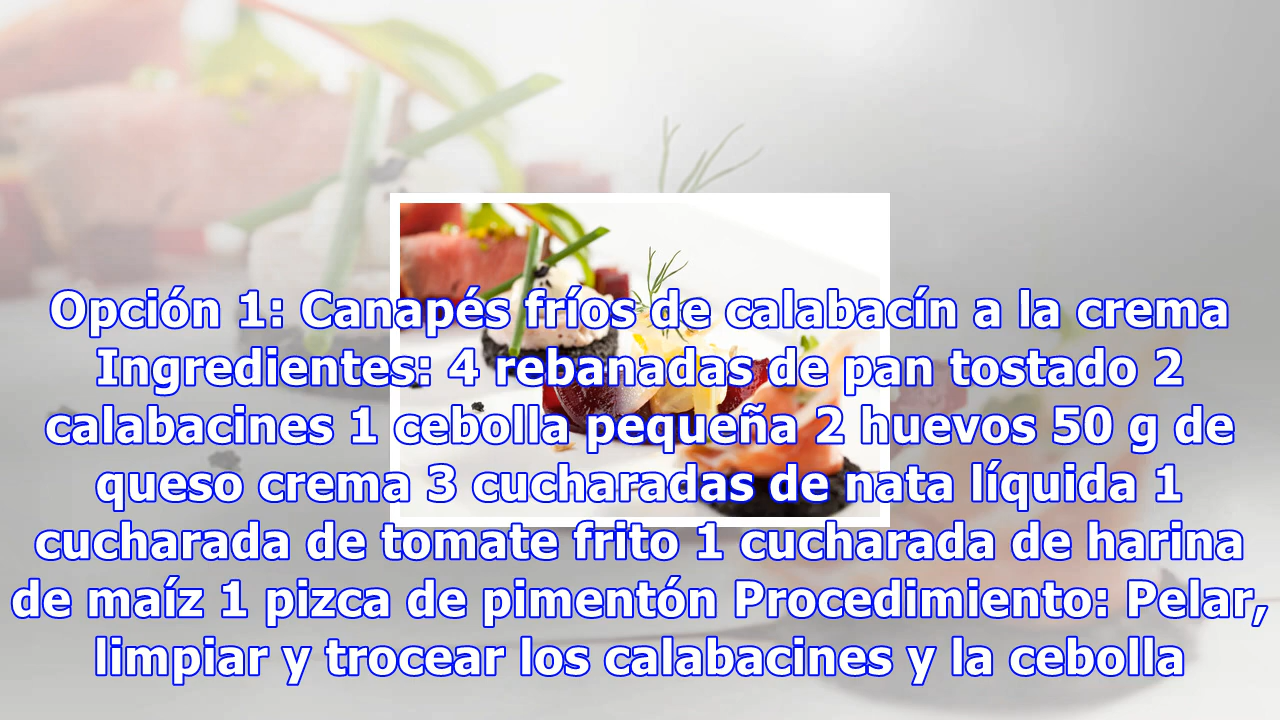 Opción 1: Canapés fríos de calabacín a la crema
Ingredientes: 4 rebanadas de pan tostado 2
calabacines 1 cebolla pequeña 2 huevos 50 g de
queso crema 3 cucharadas de nata líquida 1
cucharada de tomate frito 1 cucharada de harina
de maíz 1 pizca de pimentón Procedimiento: Pelar,
limpiar y trocear los calabacines y la cebolla